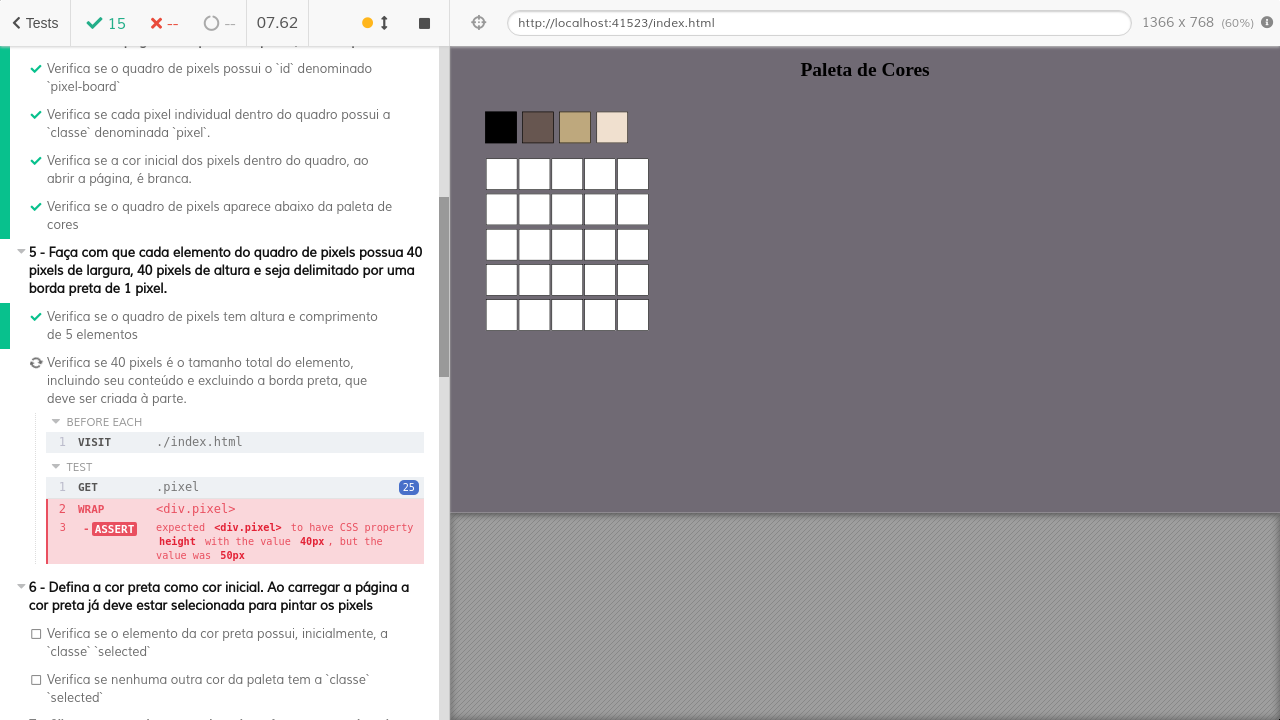 Tests
15
--
--
07.62
http://localhost:41523/index.html
1366 x 768 (60%)
Verifica se o quadro de pixels possui o `id` denominado
`pixel-board`
Verifica se cada pixel individual dentro do quadro possui a
`classe` denominada `pixel`.
Verifica se a cor inicial dos pixels dentro do quadro, ao
abrir a página, é branca.
Verifica se o quadro de pixels aparece abaixo da paleta de
cores
5 - Faça com que cada elemento do quadro de pixels possua 40
pixels de largura, 40 pixels de altura e seja delimitado por uma
borda preta de 1 pixel.
Verifica se o quadro de pixels tem altura e comprimento
de 5 elementos
Verifica se 40 pixels é o tamanho total do elemento,
incluindo seu conteúdo e excluindo a borda preta, que
deve ser criada à parte.
BEFORE EACH
1 VISIT ./index.html
TEST
1 GET .pixel 25
2 WRAP <div.pixel>
3 -ASSERT expected <div.pixel> to have CSS property
height with the value 40px, but the
value was 50px
6 - Defina a cor preta como cor inicial. Ao carregar a página a
cor preta já deve estar selecionada para pintar os pixels
Verifica se o elemento da cor preta possui, inicialmente, a
`classe` `selected`
Verifica se nenhuma outra cor da paleta tem a `classe`
`selected`
Paleta de Cores